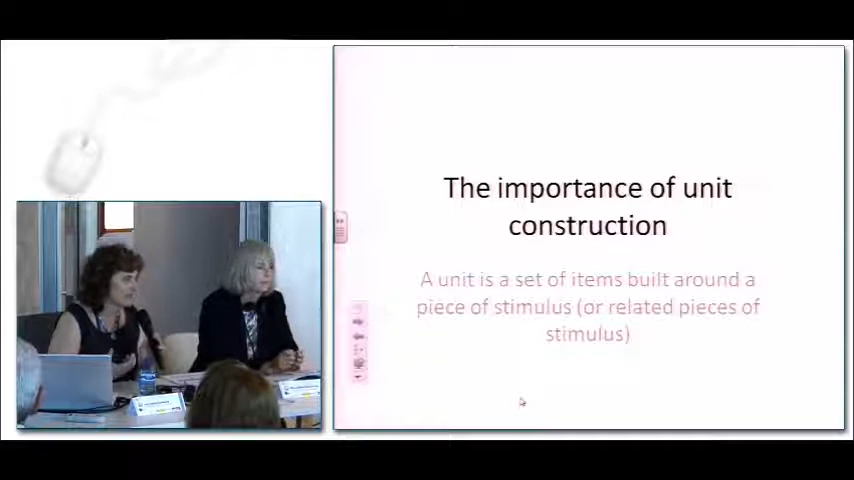 The importance of unit
construction
A unit is a set of items built around a
piece of stimulus (or related pieces of
stimulus)